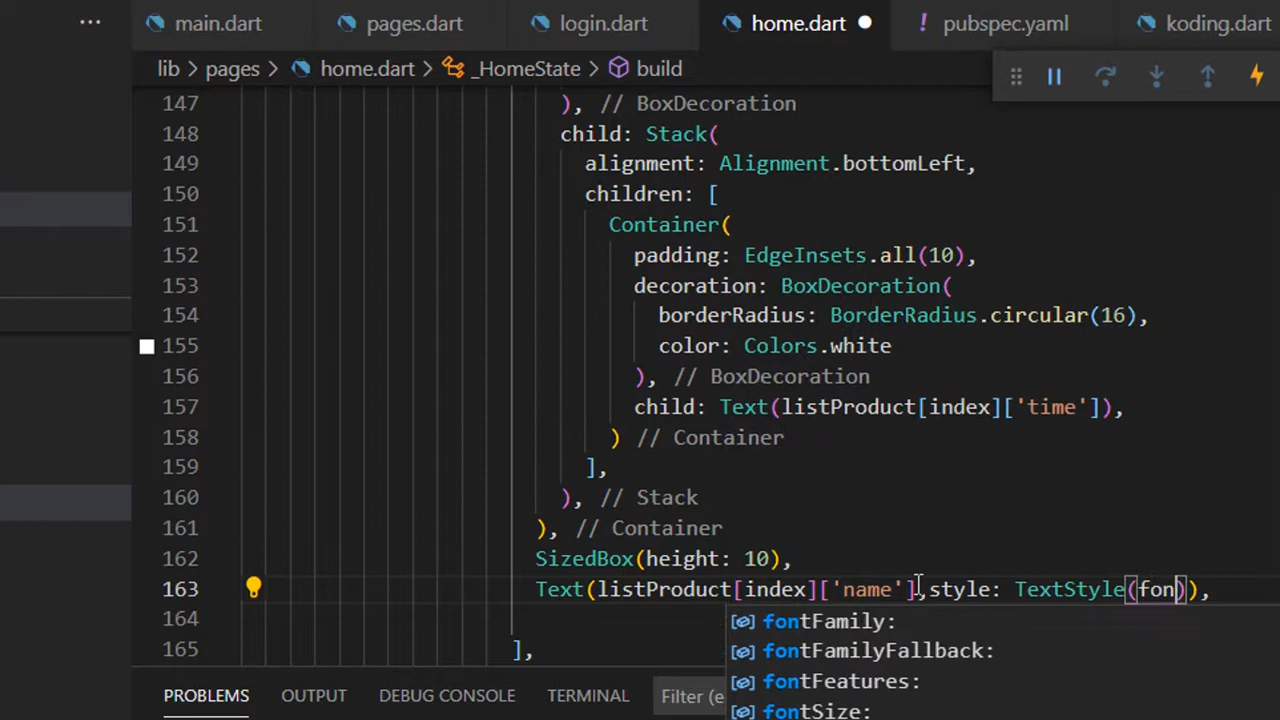 ··· main.dart pages.dart login.dart home.dart ● ! pubspec.yaml koding.dart
lib > pages > home.dart > _HomeState > build
147 ), // BoxDecoration
148 child: Stack(
149 alignment: Alignment.bottomLeft,
150 children: [
151 Container(
152 padding: EdgeInsets.all(10),
153 decoration: BoxDecoration(
154 borderRadius: BorderRadius.circular(16),
155 color: Colors.white
156 ), // BoxDecoration
157 child: Text(listProduct[index]['time']),
158 ) // Container
159 ],
160 ), // Stack
161 ), // Container
162 SizedBox(height: 10),
163 Text(listProduct[index]['name'],style: TextStyle(fon)),
164 fontFamily:
fontFamilyFallback:
165 ],
fontFeatures:
fontSize:
PROBLEMS OUTPUT DEBUG CONSOLE TERMINAL Filter (e